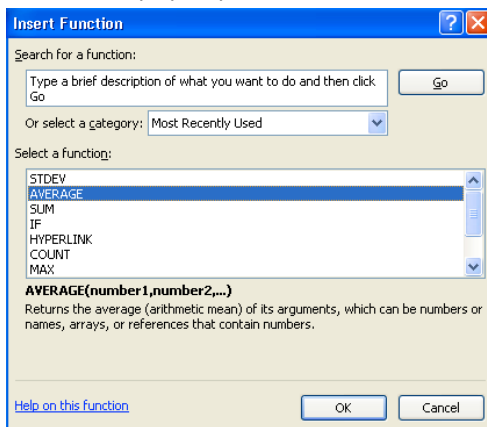 Insert Function
?
X
Search for a function:
Type a brief description of what you want to do and then click
Go
Go
Or select a category: Most Recently Used
Select a function:
STDEV
AVERAGE
SUM
IF
HYPERLINK
COUNT
MAX
AVERAGE(number1,number2,...)
Returns the average (arithmetic mean) of its arguments, which can be numbers or
names, arrays, or references that contain numbers.
Help on this function
OK
Cancel